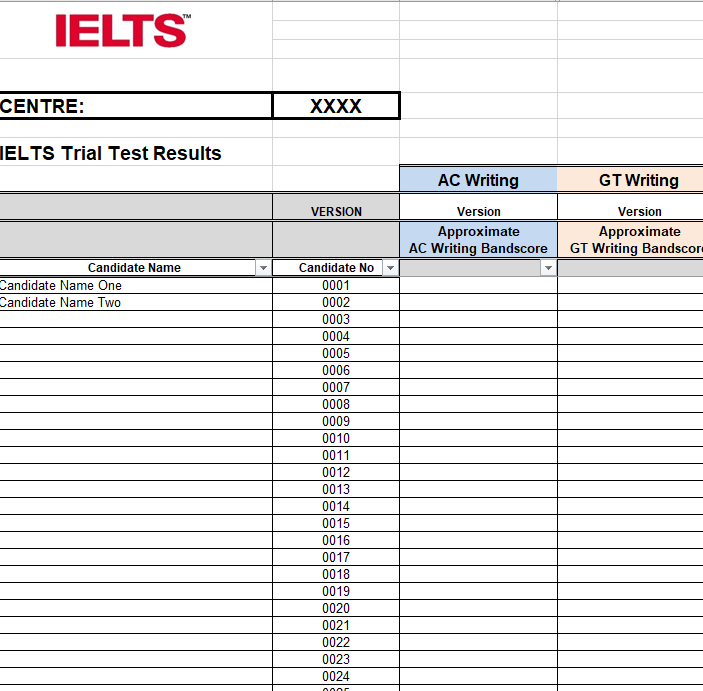 IELTS™
CENTRE: XXXX
IELTS Trial Test Results
AC Writing GT Writing
VERSION Version Version
Approximate Approximate
AC Writing Bandscore GT Writing Bandscor
Candidate Name Candidate No
Candidate Name One 0001
Candidate Name Two 0002
0003
0004
0005
0006
0007
0008
0009
0010
0011
0012
0013
0014
0015
0016
0017
0018
0019
0020
0021
0022
0023
0024